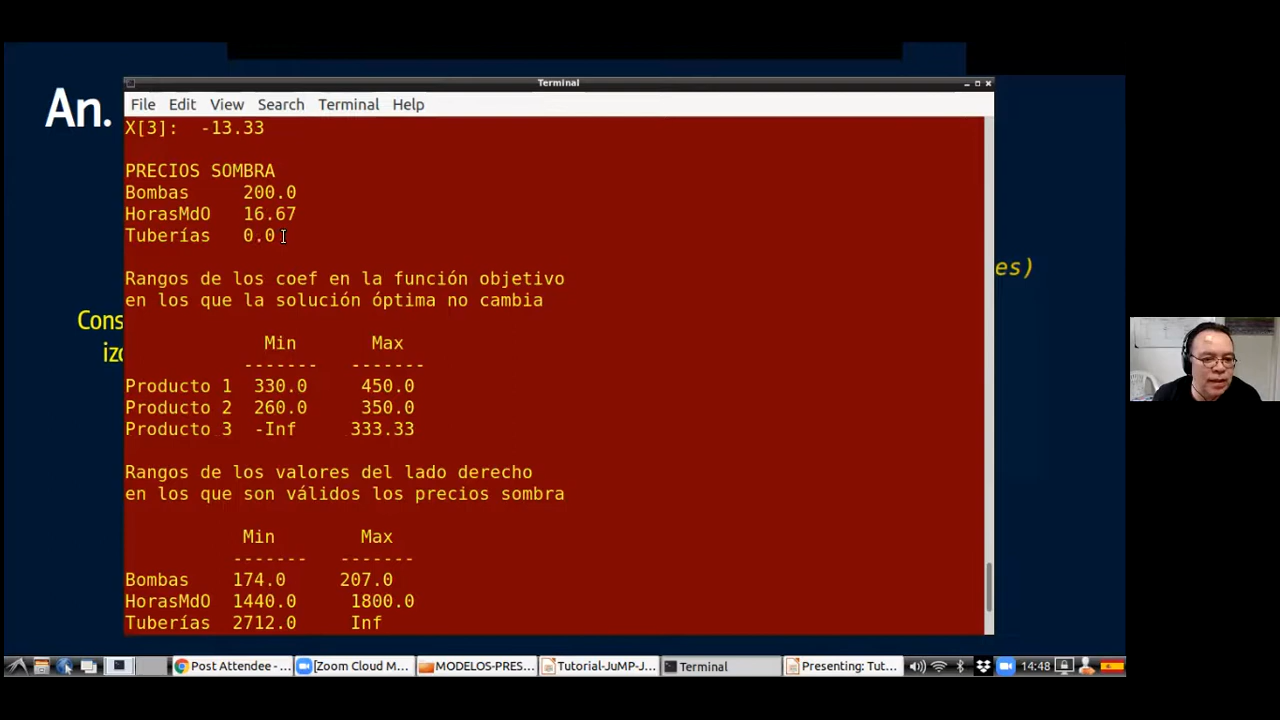 An.
Terminal
File Edit View Search Terminal Help
X[3]: -13.33
PRECIOS SOMBRA
Bombas 200.0
HorasMdO 16.67
Tuberías 0.0
es)
Rangos de los coef en la función objetivo
en los que la solución óptima no cambia
Cons
Min Max
------- -------
izq
Producto 1 330.0 450.0
Producto 2 260.0 350.0
Producto 3 -Inf 333.33
Rangos de los valores del lado derecho
en los que son válidos los precios sombra
Min Max
------- -------
Bombas 174.0 207.0
HorasMdO 1440.0 1800.0
Tuberías 2712.0 Inf
Post Attendee -... [Zoom Cloud M... MODELOS-PRES... Tutorial-JuMP-J... Terminal Presenting: Tut... 14:48